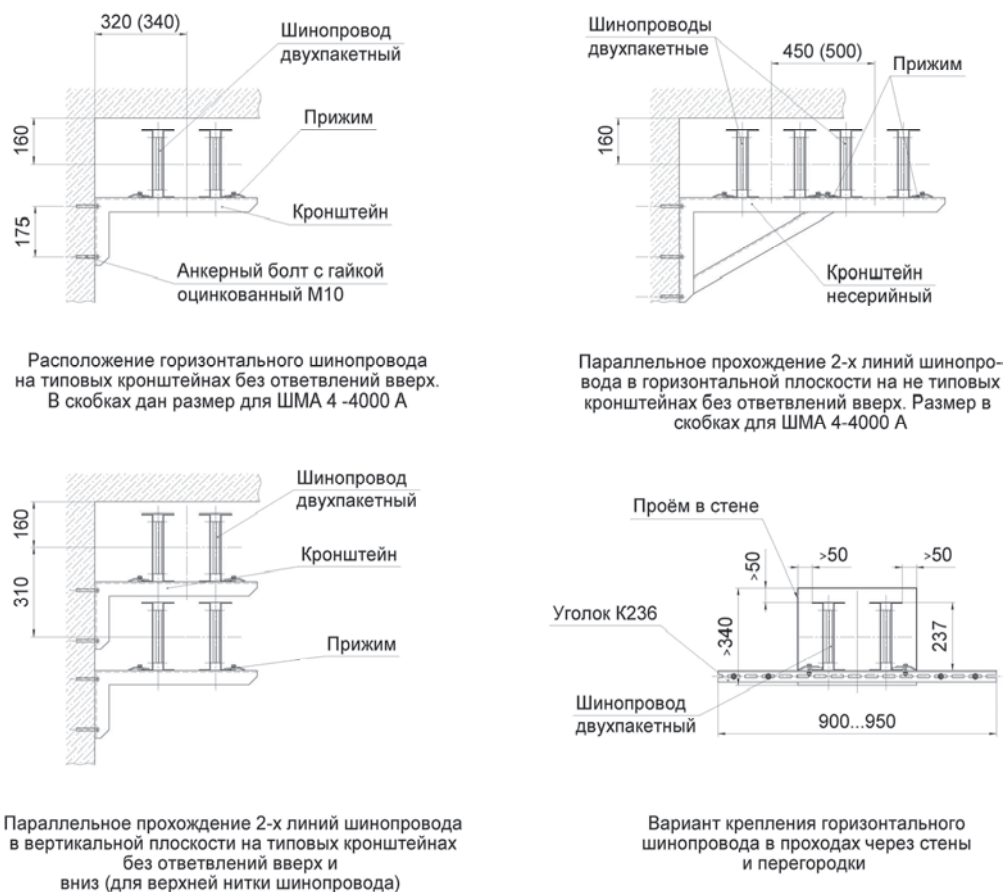 320 (340)
Шинопровод
двухпакетный
160
Прижим
Кронштейн
175
Анкерный болт с гайкой
оцинкованный М10
Расположение горизонтального шинопровода
на типовых кронштейнах без ответвлений вверх.
В скобках дан размер для ШМА 4 -4000 А
Шинопроводы
двухпакетные
450 (500)
Прижим
160
Кронштейн
несерийный
Параллельное прохождение 2-х линий шинопро-
вода в горизонтальной плоскости на не типовых
кронштейнах без ответвлений вверх. Размер в
скобках для ШМА 4-4000 А
Шинопровод
двухпакетный
160
Кронштейн
310
Прижим
Параллельное прохождение 2-х линий шинопровода
в вертикальной плоскости на типовых кронштейнах
без ответвлений вверх и
вниз (для верхней нитки шинопровода)
Проём в стене
>50
>50
>50
Уголок К236
>340
237
Шинопровод
двухпакетный
900...950
Вариант крепления горизонтального
шинопровода в проходах через стены
и перегородки